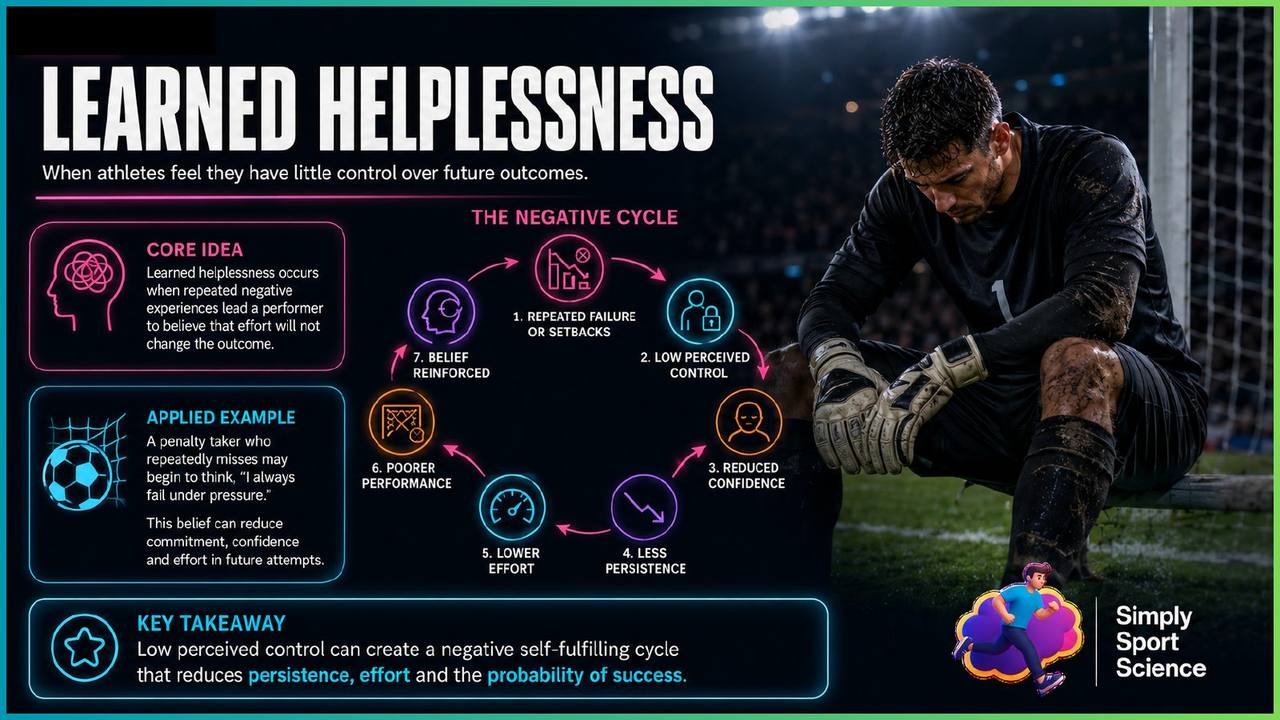 LEARNED HELPLESSNESS
When athletes feel they have little control over future outcomes.
CORE IDEA
Learned helplessness occurs
when repeated negative
experiences lead a performer
to believe that effort will not
change the outcome.
APPLIED EXAMPLE
A penalty taker who
repeatedly misses may
begin to think, “I always
fail under pressure.”
This belief can reduce
commitment, confidence
and effort in future attempts.
THE NEGATIVE CYCLE
1. REPEATED FAILURE
OR SETBACKS
2. LOW PERCEIVED
CONTROL
3. REDUCED
CONFIDENCE
4. LESS
PERSISTENCE
5. LOWER
EFFORT
6. POORER
PERFORMANCE
7. BELIEF
REINFORCED
1
KEY TAKEAWAY
Low perceived control can create a negative self-fulfilling cycle
that reduces persistence, effort and the probability of success.
Simply
Sport
Science